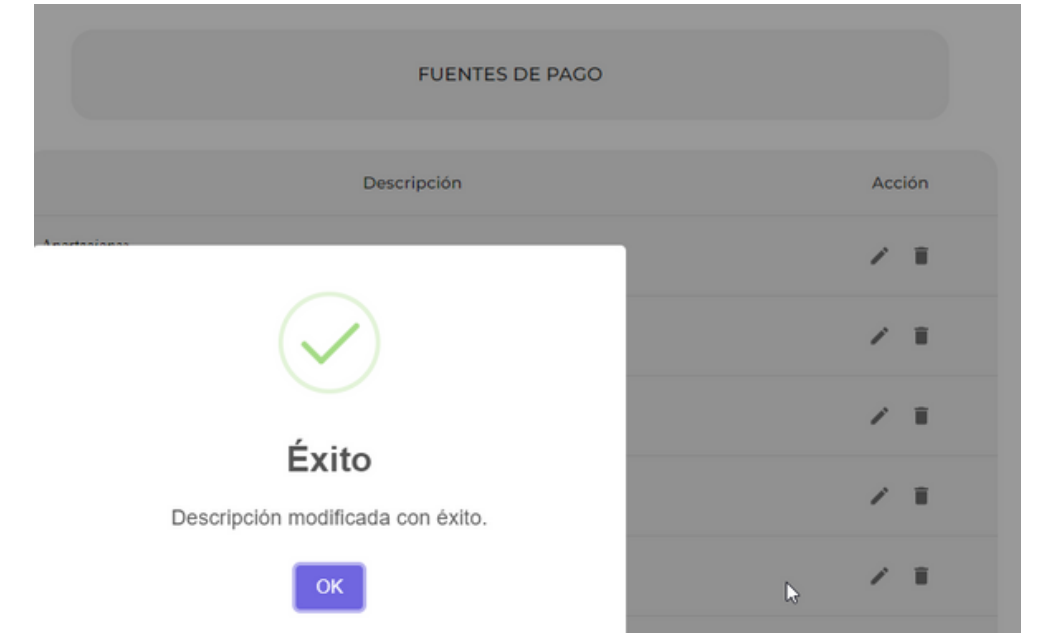 FUENTES DE PAGO
Descripción Acción
Éxito
Descripción modificada con éxito.
OK